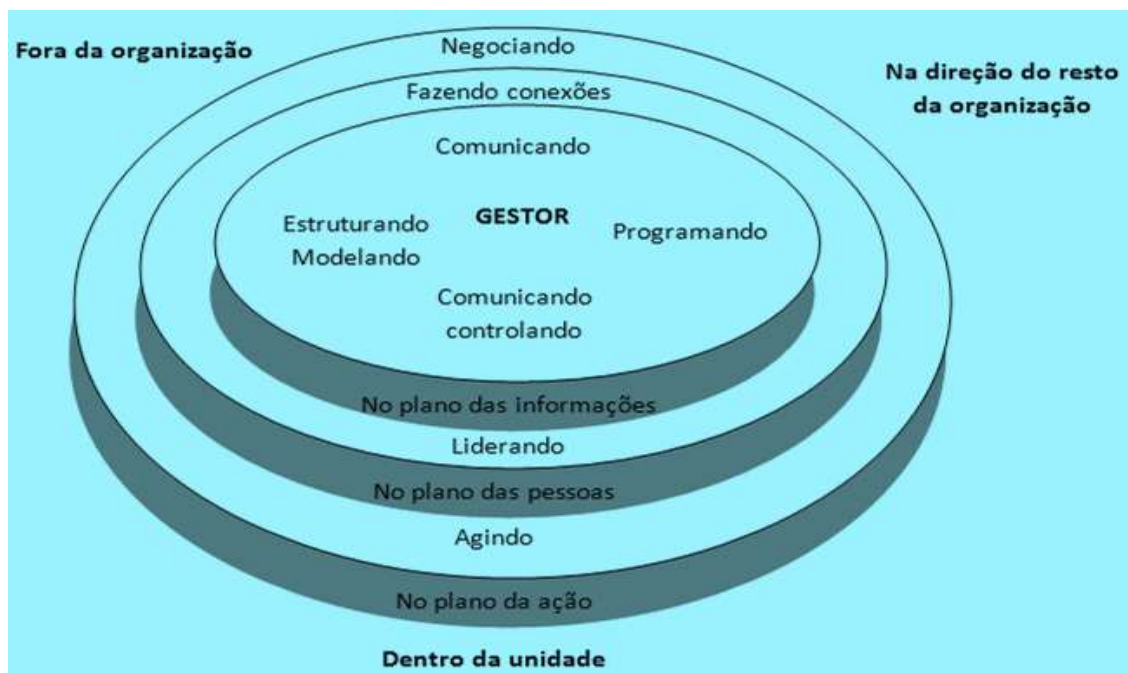 Negociando
Fora da organização
Na direção do resto
da organização
Fazendo conexões
Comunicando
GESTOR
Estruturando
Modelando
Programando
Comunicando
controlando
No plano das informações
Liderando
No plano das pessoas
Agindo
No plano da ação
Dentro da unidade